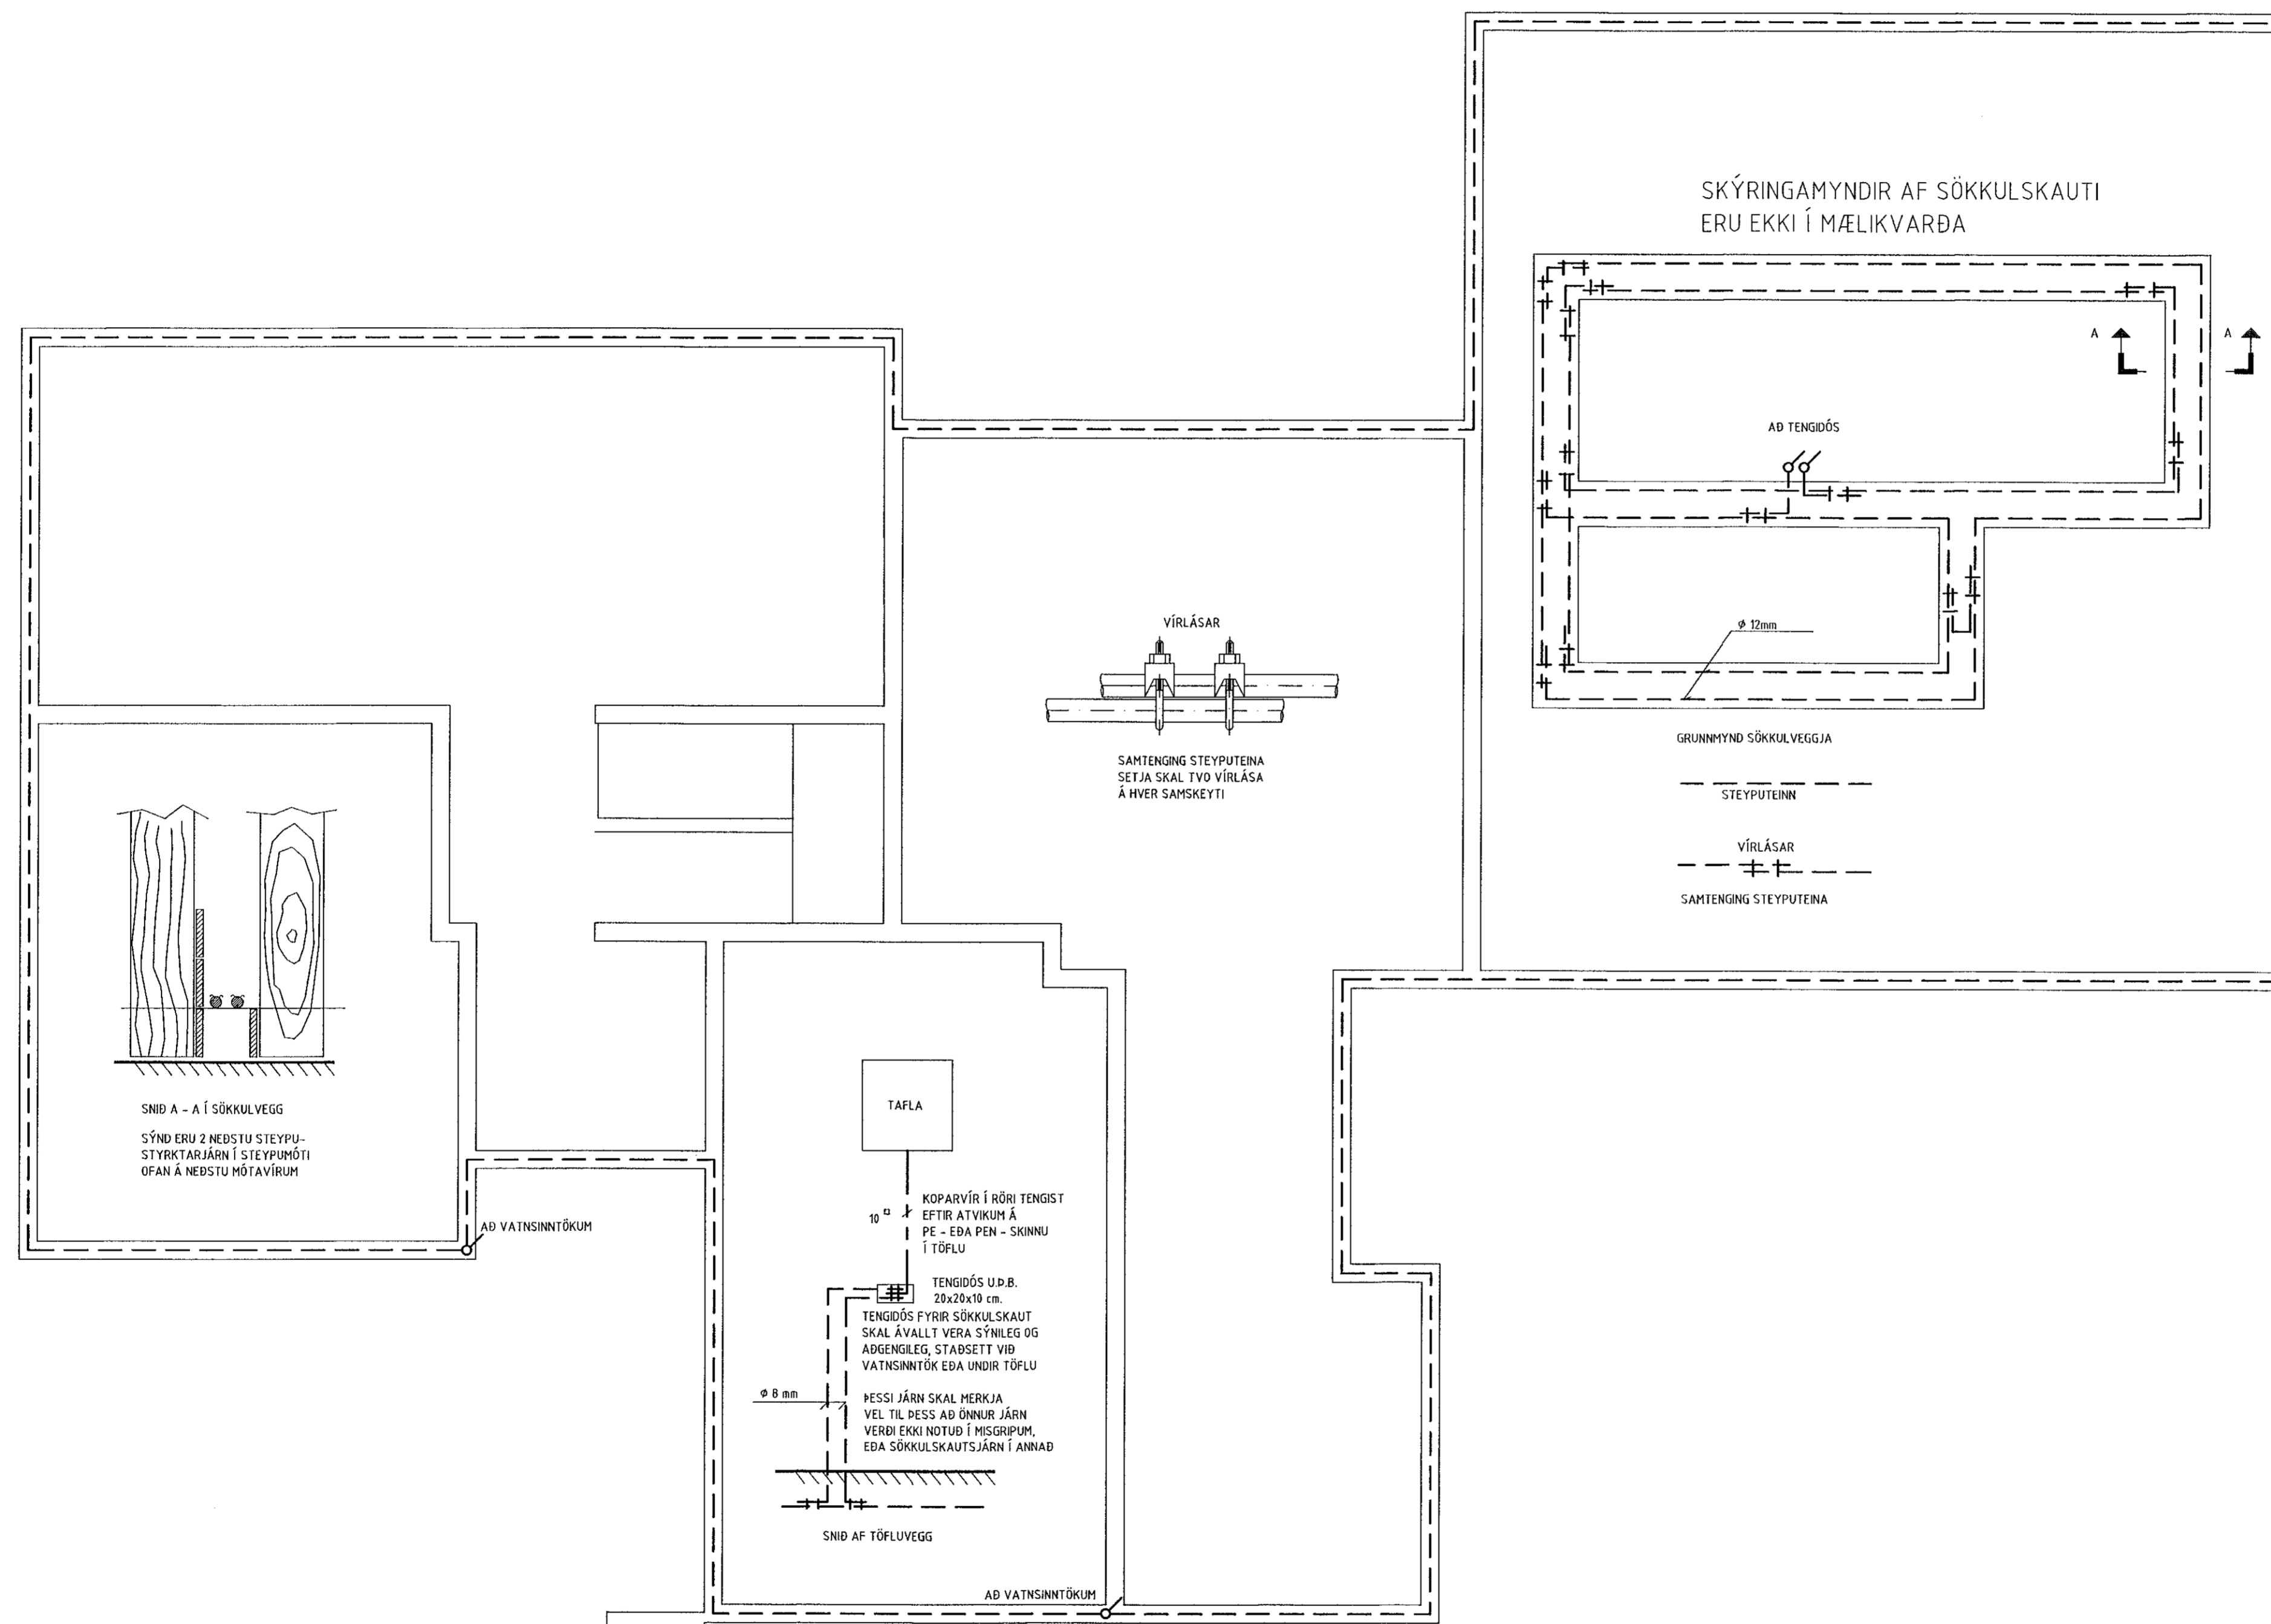 SKÝRINGAMYNDIR AF SÖKKULSKAUTI
ERU EKKI Í MÆLIKVARÐA
A
A
AÐ TENGIDÓS
φ 12mm
GRUNNMYND SÖKKULVEGGJA
STEYPUTEINN
VÍRLÁSAR
SAMTENGING STEYPUTEINA
VÍRLÁSAR
SAMTENGING STEYPUTEINA
SETJA SKAL TVO VÍRLÁSA
Á HVER SAMSKEYTI
SNIÐ A - A Í SÖKKULVEGG
SÝND ERU 2 NEÐSTU STEYPU-
STYRKTARJÁRN Í STEYPUMÓTI
OFAN Á NEÐSTU MÓTAVÍRUM
AÐ VATNSINNTÖKUM
TAFLA
10 □
KOPARVÍR Í RÖRI TENGIST
EFTIR ATVIKUM Á
PE - EÐA PEN - SKINNU
Í TÖFLU
TENGIDÓS U.Þ.B.
20x20x10 cm.
TENGIDÓS FYRIR SÖKKULSKAUT
SKAL ÁVALLT VERA SÝNILEG OG
AÐGENGILEG, STAÐSETT VIÐ
VATNSINNTÖK EÐA UNDIR TÖFLU
φ 8 mm
ÞESSI JÁRN SKAL MERKJA
VEL TIL ÞESS AÐ ÖNNUR JÁRN
VERÐI EKKI NOTUÐ Í MISGRIPUM,
EÐA SÖKKULSKAUTSJÁRN Í ANNAÐ
SNIÐ AF TÖFLUVEGG
AÐ VATNSINNTÖKUM